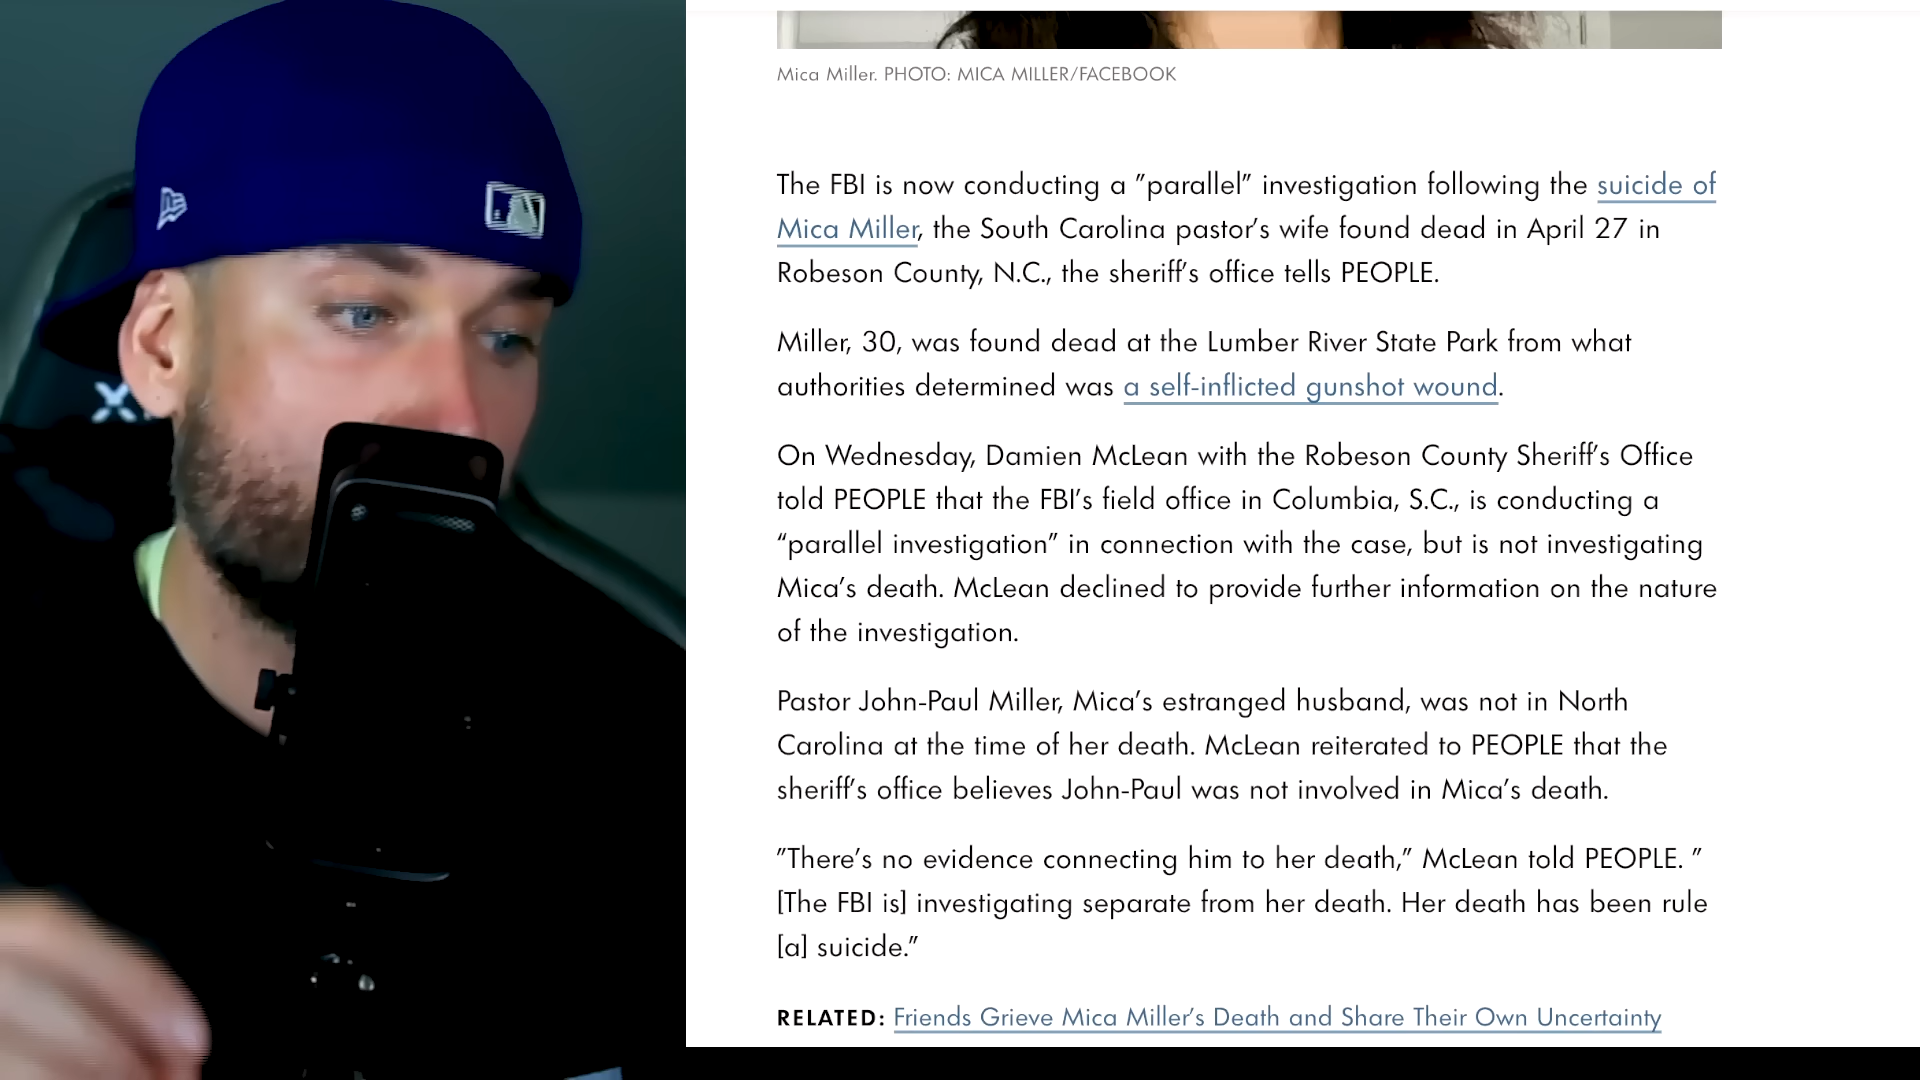 Mica Miller. PHOTO: MICA MILLER/FACEBOOK
The FBI is now conducting a ”parallel” investigation following the suicide of
Mica Miller, the South Carolina pastor’s wife found dead in April 27 in
Robeson County, N.C., the sheriff’s office tells PEOPLE.
Miller, 30, was found dead at the Lumber River State Park from what
authorities determined was a self-inflicted gunshot wound.
On Wednesday, Damien McLean with the Robeson County Sheriff’s Office
told PEOPLE that the FBI’s field office in Columbia, S.C., is conducting a
“parallel investigation” in connection with the case, but is not investigating
Mica’s death. McLean declined to provide further information on the nature
of the investigation.
Pastor John-Paul Miller, Mica’s estranged husband, was not in North
Carolina at the time of her death. McLean reiterated to PEOPLE that the
sheriff’s office believes John-Paul was not involved in Mica’s death.
”There’s no evidence connecting him to her death,” McLean told PEOPLE. ”
[The FBI is] investigating separate from her death. Her death has been rule
[a] suicide.”
RELATED: Friends Grieve Mica Miller’s Death and Share Their Own Uncertainty